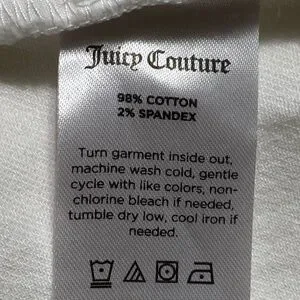 Juicy Couture
98% COTTON
2% SPANDEX
Turn garment inside out,
machine wash cold, gentle
cycle with like colors, non-
chlorine bleach if needed,
tumble dry low, cool iron if
needed.